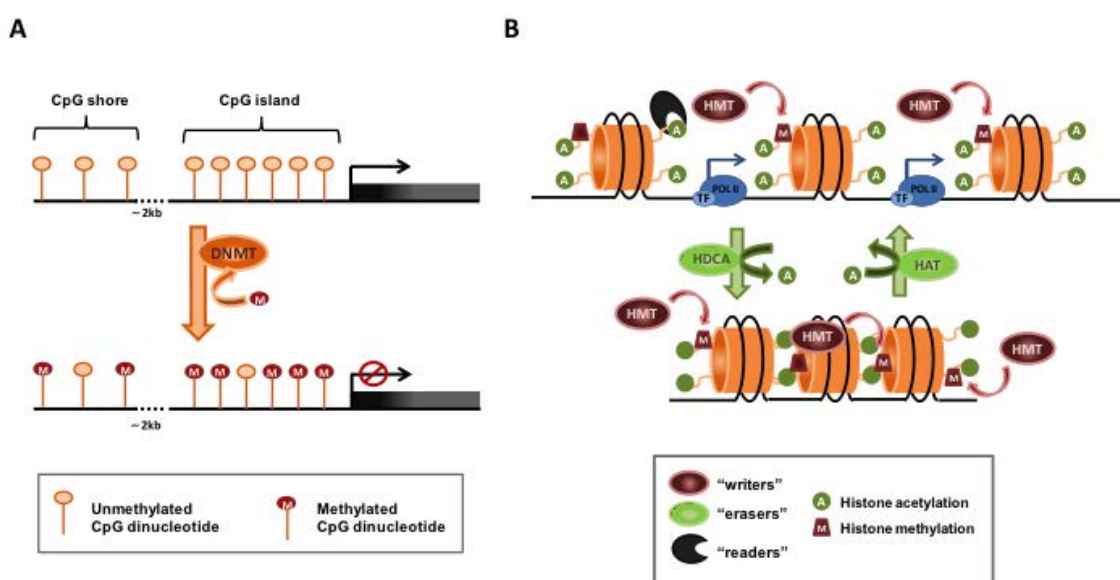 A
CpG shore
CpG island
~2kb
DNMT
M
M M M M M M M
~2kb
Unmethylated
CpG dinucleotide
M
Methylated
CpG dinucleotide
B
HMT HMT
A M M
A A A A A
A A A A A
TF POL II TF POL II
HDCA A A HAT
HMT HMT
M M M M
HMT
"writers"
"erasers"
"readers"
A Histone acetylation
M Histone methylation